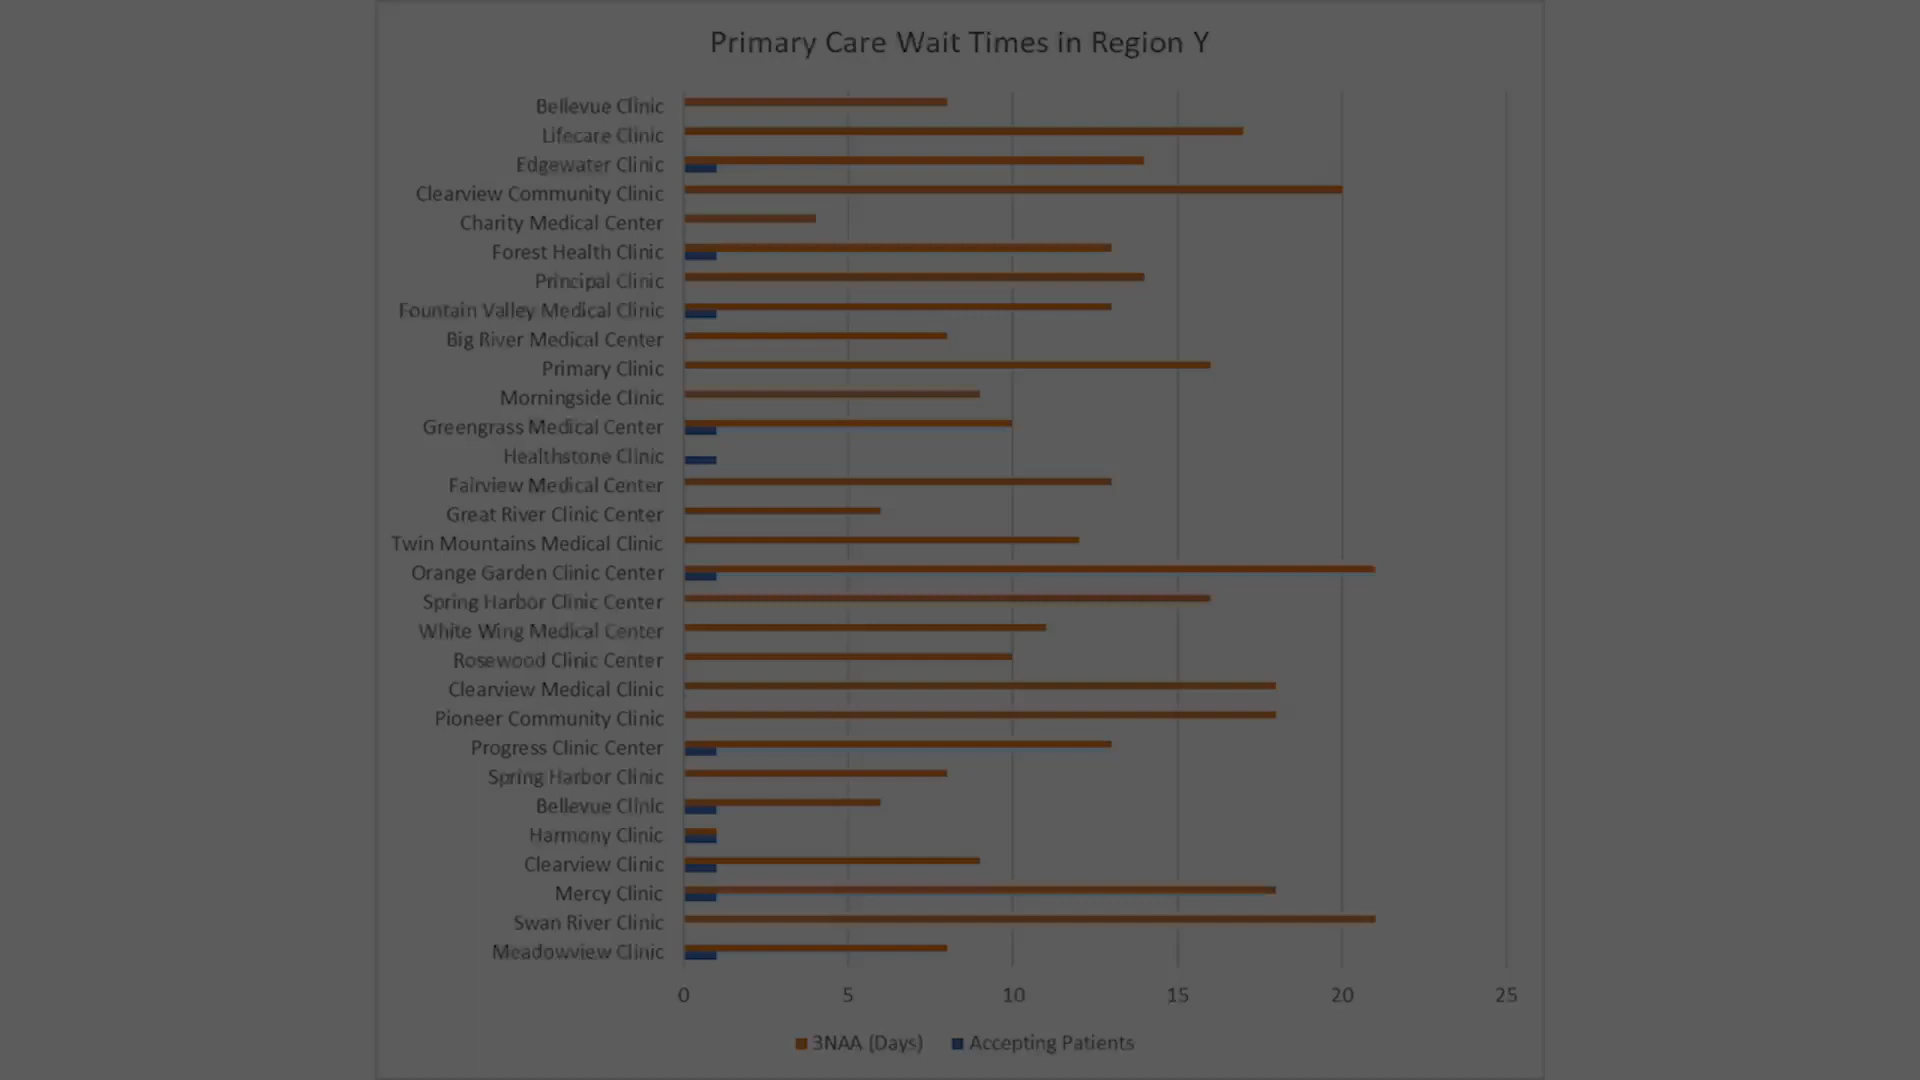 Primary Care Wait Times in Region Y
Bellevue Clinic
Lifecare Clinic
Edgewater Clinic
Clearview Community Clinic
Charity Medical Center
Forest Health Clinic
Principal Clinic
Fountain Valley Medical Clinic
Big River Medical Center
Primary Clinic
Morningside Clinic
Greengrass Medical Center
Healthstone Clinic
Fairview Medical Center
Great River Clinic Center
Twin Mountains Medical Clinic
Orange Garden Clinic Center
Spring Harbor Clinic Center
White Wing Medical Center
Rosewood Clinic Center
Clearview Medical Clinic
Pioneer Community Clinic
Progress Clinic Center
Spring Harbor Clinic
Bellevue Clinic
Harmony Clinic
Clearview Clinic
Mercy Clinic
Swan River Clinic
Meadowview Clinic
0 5 10 15 20 25
3NAA (Days) Accepting Patients